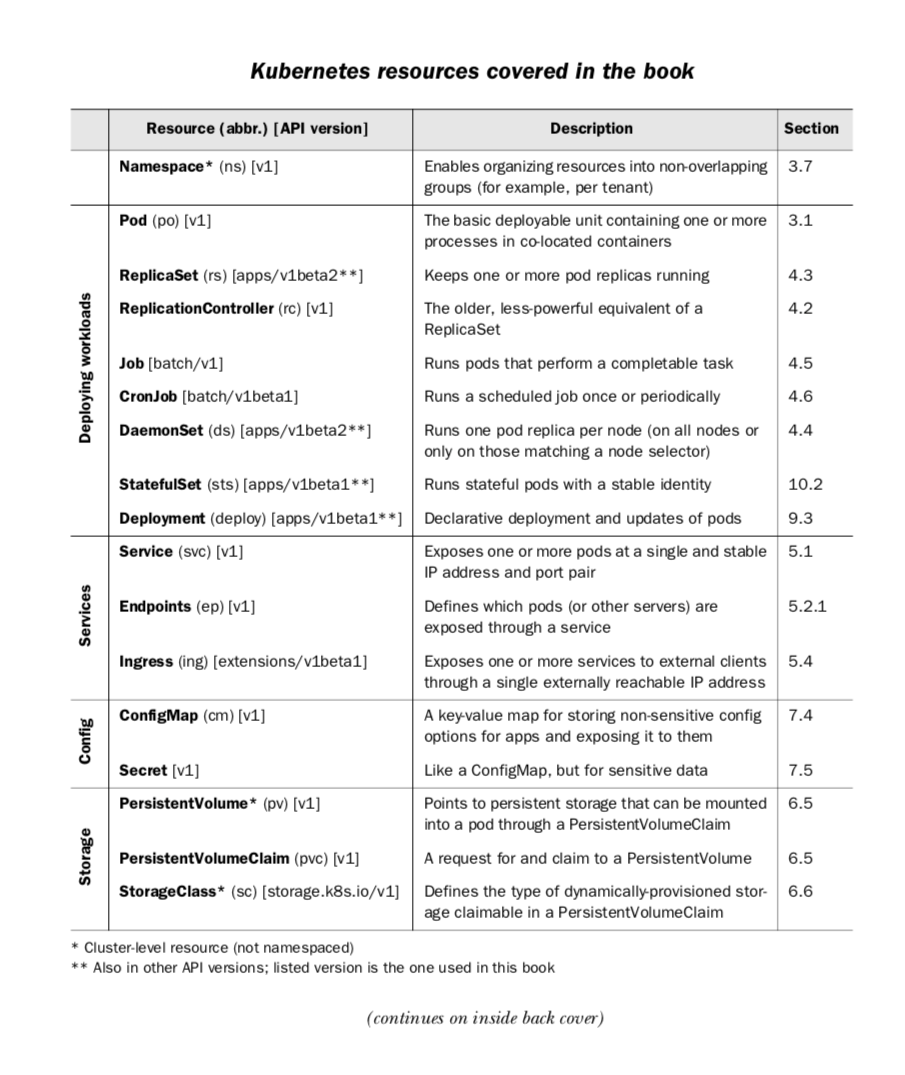 Kubernetes resources covered in the book
Resource (abbr.) [API version] Description Section
Namespace* (ns) [v1] Enables organizing resources into non-overlapping 3.7
groups (for example, per tenant)
Deploying workloads
Pod (po) [v1] The basic deployable unit containing one or more 3.1
processes in co-located containers
ReplicaSet (rs) [apps/v1beta2**] Keeps one or more pod replicas running 4.3
ReplicationController (rc) [v1] The older, less-powerful equivalent of a 4.2
ReplicaSet
Job [batch/v1] Runs pods that perform a completable task 4.5
CronJob [batch/v1beta1] Runs a scheduled job once or periodically 4.6
DaemonSet (ds) [apps/v1beta2**] Runs one pod replica per node (on all nodes or 4.4
only on those matching a node selector)
StatefulSet (sts) [apps/v1beta1**] Runs stateful pods with a stable identity 10.2
Deployment (deploy) [apps/v1beta1**] Declarative deployment and updates of pods 9.3
Services
Service (svc) [v1] Exposes one or more pods at a single and stable 5.1
IP address and port pair
Endpoints (ep) [v1] Defines which pods (or other servers) are 5.2.1
exposed through a service
Ingress (ing) [extensions/v1beta1] Exposes one or more services to external clients 5.4
through a single externally reachable IP address
Config
ConfigMap (cm) [v1] A key-value map for storing non-sensitive config 7.4
options for apps and exposing it to them
Secret [v1] Like a ConfigMap, but for sensitive data 7.5
Storage
PersistentVolume* (pv) [v1] Points to persistent storage that can be mounted 6.5
into a pod through a PersistentVolumeClaim
PersistentVolumeClaim (pvc) [v1] A request for and claim to a PersistentVolume 6.5
StorageClass* (sc) [storage.k8s.io/v1] Defines the type of dynamically-provisioned stor- 6.6
age claimable in a PersistentVolumeClaim
* Cluster-level resource (not namespaced)
** Also in other API versions; listed version is the one used in this book
(continues on inside back cover)